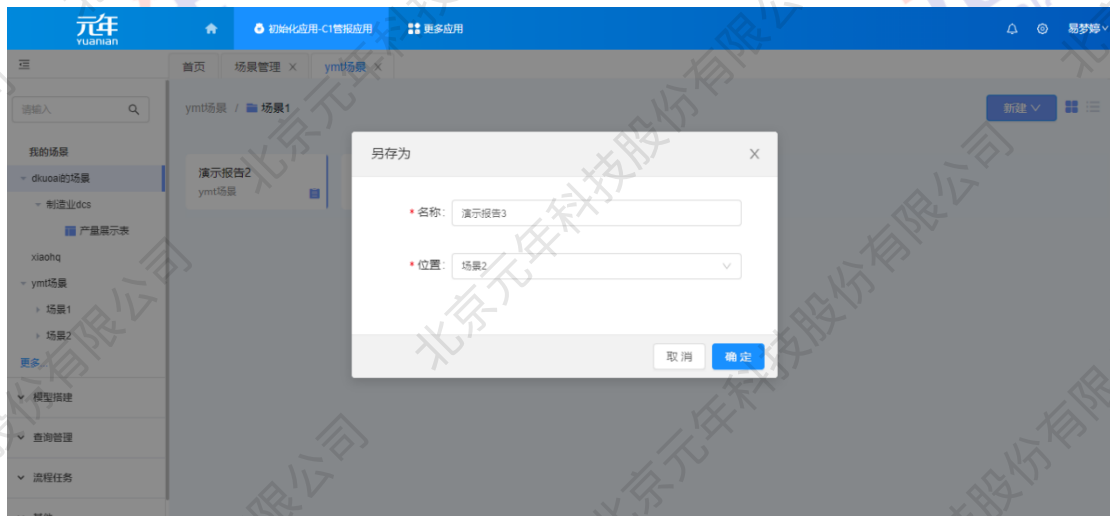 元年
yuanian
初始化应用-C1管报应用
更多应用
易梦婷
首页
场景管理 ×
ymt场景 ×
请输入
ymt场景 / 场景1
新建
我的场景
dkuoai的场景
制造业dcs
产量展示表
xiaohq
ymt场景
场景1
场景2
更多...
模型搭建
查询管理
流程任务
演示报告2
ymt场景
另存为
* 名称: 演示报告3
* 位置: 场景2
取消
确定
北京元年科技股份有限公司